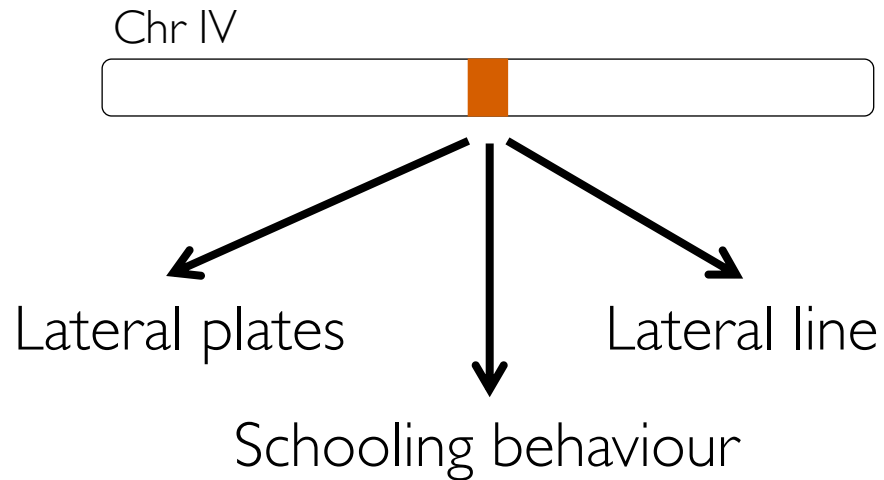 Chr IV
Lateral plates
Lateral line
Schooling behaviour